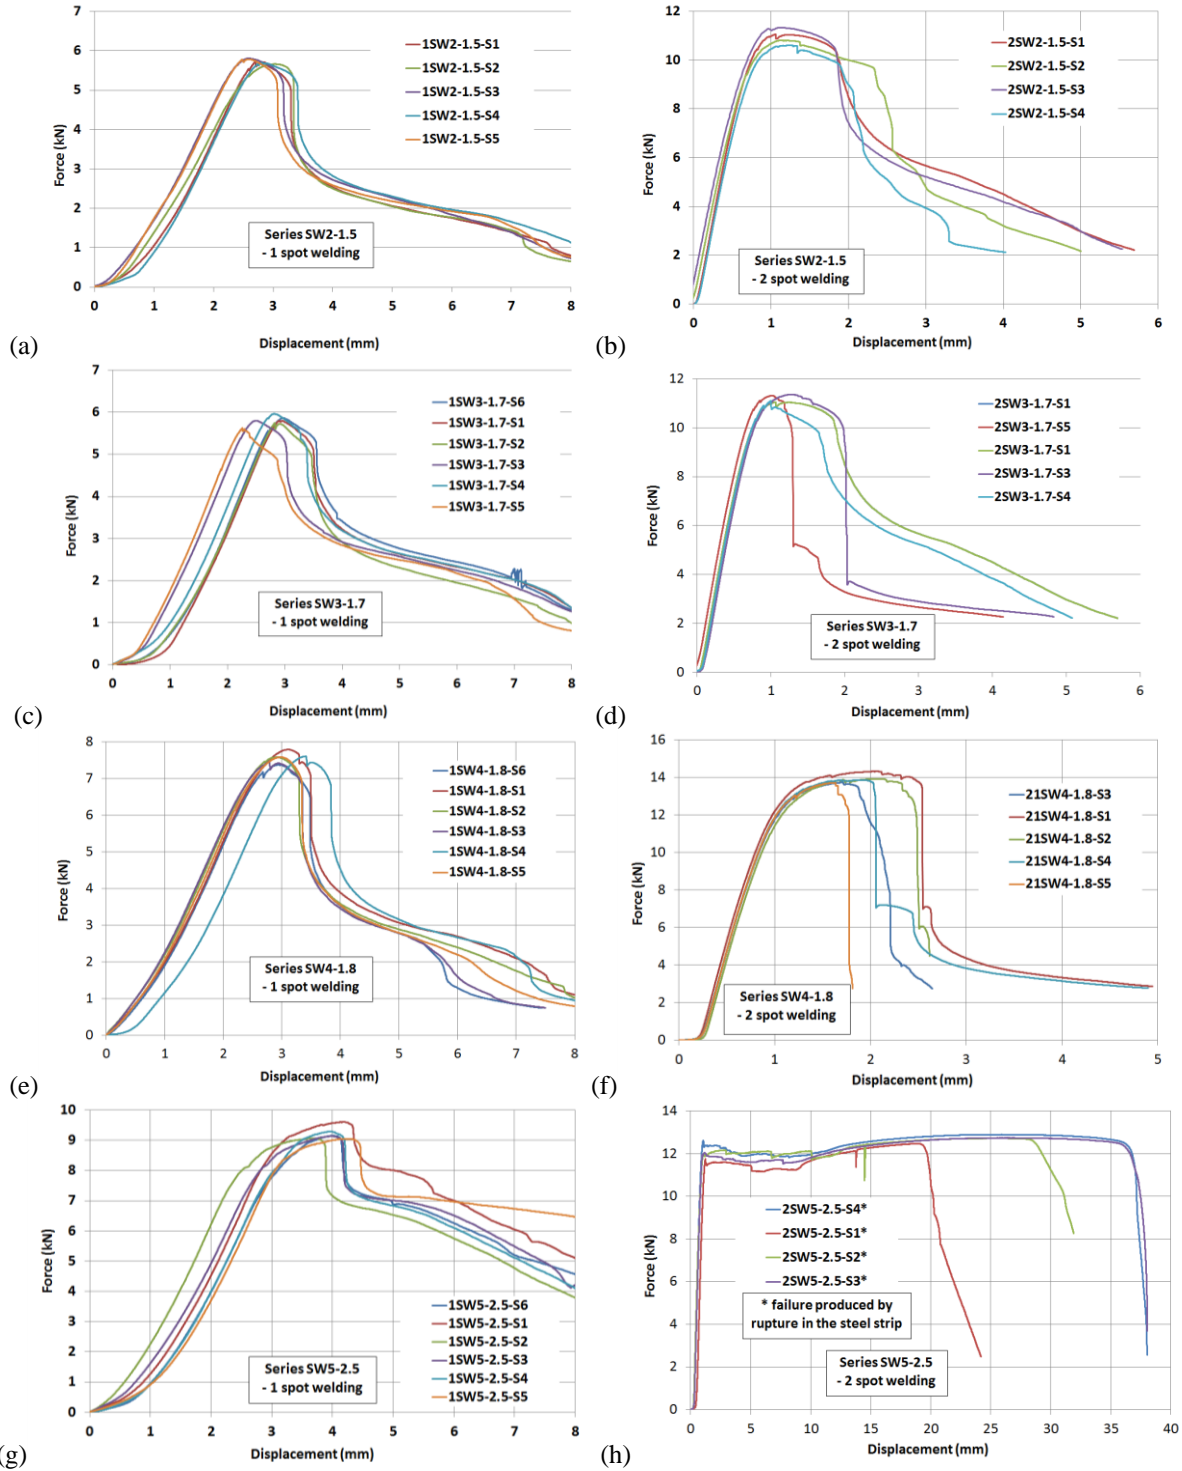 7
6
5
4
3
2
1
0
Force (kN)
1SW2-1.5-S1
1SW2-1.5-S2
1SW2-1.5-S3
1SW2-1.5-S4
1SW2-1.5-S5
Series SW2-1.5
- 1 spot welding
0 1 2 3 4 5 6 7 8
Displacement (mm)
(a)
12
10
8
6
4
2
0
Force (kN)
2SW2-1.5-S1
2SW2-1.5-S2
2SW2-1.5-S3
2SW2-1.5-S4
Series SW2-1.5
- 2 spot welding
0 1 2 3 4 5 6
Displacement (mm)
(b)
7
6
5
4
3
2
1
0
Force (kN)
1SW3-1.7-S6
1SW3-1.7-S1
1SW3-1.7-S2
1SW3-1.7-S3
1SW3-1.7-S4
1SW3-1.7-S5
Series SW3-1.7
- 1 spot welding
0 1 2 3 4 5 6 7 8
Displacement (mm)
(c)
12
10
8
6
4
2
0
Force (kN)
2SW3-1.7-S1
2SW3-1.7-S5
2SW3-1.7-S1
2SW3-1.7-S3
2SW3-1.7-S4
Series SW3-1.7
- 2 spot welding
0 1 2 3 4 5 6
Displacement (mm)
(d)
8
7
6
5
4
3
2
1
0
Force (kN)
1SW4-1.8-S6
1SW4-1.8-S1
1SW4-1.8-S2
1SW4-1.8-S3
1SW4-1.8-S4
1SW4-1.8-S5
Series SW4-1.8
- 1 spot welding
0 1 2 3 4 5 6 7 8
Displacement (mm)
(e)
16
14
12
10
8
6
4
2
0
Force (kN)
21SW4-1.8-S3
21SW4-1.8-S1
21SW4-1.8-S2
21SW4-1.8-S4
21SW4-1.8-S5
Series SW4-1.8
- 2 spot welding
0 1 2 3 4 5
Displacement (mm)
(f)
10
9
8
7
6
5
4
3
2
1
0
Force (kN)
1SW5-2.5-S6
1SW5-2.5-S1
1SW5-2.5-S2
1SW5-2.5-S3
1SW5-2.5-S4
1SW5-2.5-S5
Series SW5-2.5
- 1 spot welding
0 1 2 3 4 5 6 7 8
Displacement (mm)
(g)
14
12
10
8
6
4
2
0
Force (kN)
2SW5-2.5-S4*
2SW5-2.5-S1*
2SW5-2.5-S2*
2SW5-2.5-S3*
* failure produced by
rupture in the steel strip
Series SW5-2.5
- 2 spot welding
0 5 10 15 20 25 30 35 40
Displacement (mm)
(h)